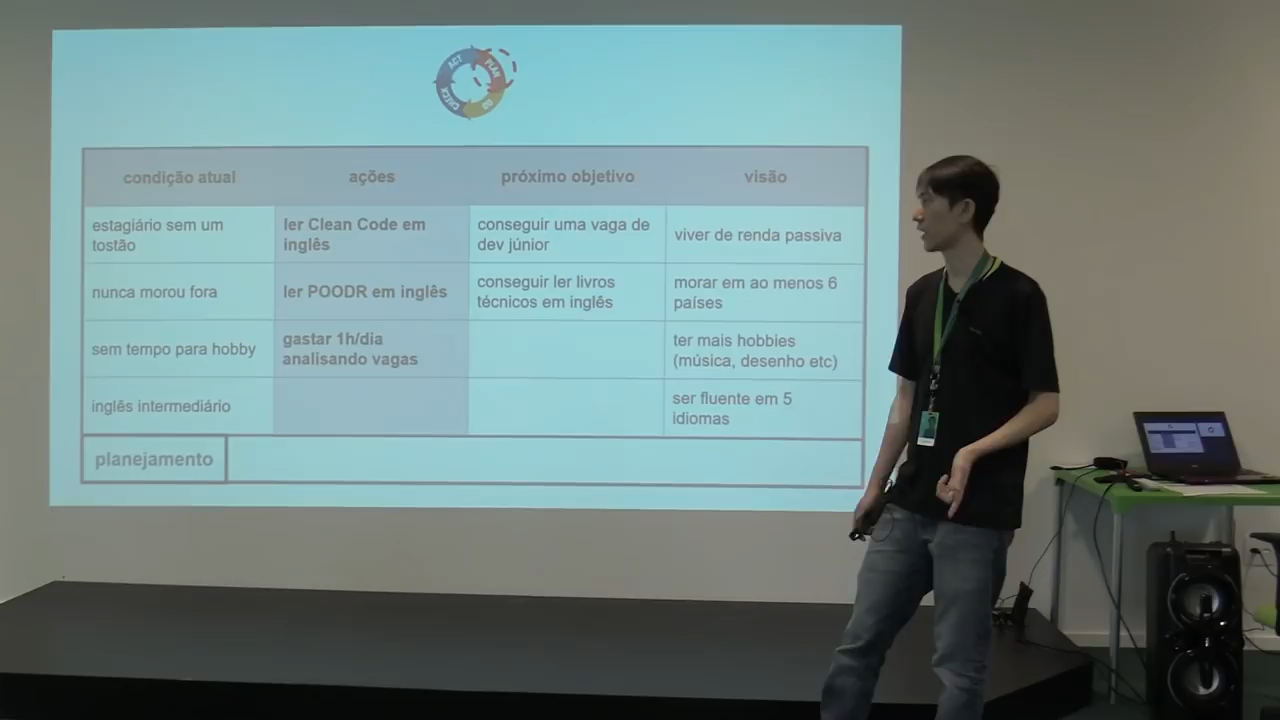 ACT
PLAN
CHECK
DO
condição atual
ações
próximo objetivo
visão
estagiário sem um
tostão
ler Clean Code em
inglês
conseguir uma vaga de
dev júnior
viver de renda passiva
nunca morou fora
ler POODR em inglês
conseguir ler livros
técnicos em inglês
morar em ao menos 6
países
sem tempo para hobby
gastar 1h/dia
analisando vagas
ter mais hobbies
(música, desenho etc)
inglês intermediário
ser fluente em 5
idiomas
planejamento